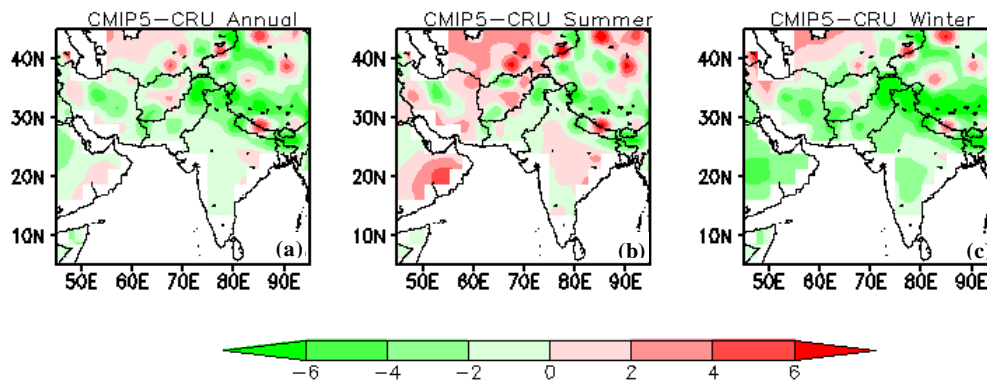 CMIP5-CRU Annual
CMIP5-CRU Summer
CMIP5-CRU Winter
40N
30N
20N
10N
(a)
50E 60E 70E 80E 90E
40N
30N
20N
10N
(b)
50E 60E 70E 80E 90E
40N
30N
20N
10N
(c)
50E 60E 70E 80E 90E
-6 -4 -2 0 2 4 6